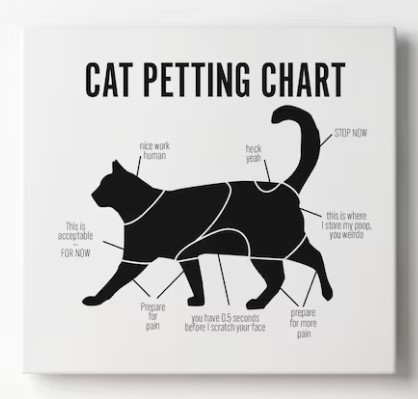 CAT PETTING CHART
nice work
human
heck
yeah
STOP NOW
This is
acceptable
—
FOR NOW
this is where
I store my poop,
you weirdo
Prepare
for
pain
you have 0.5 seconds
before I scratch your face
prepare
for more
pain